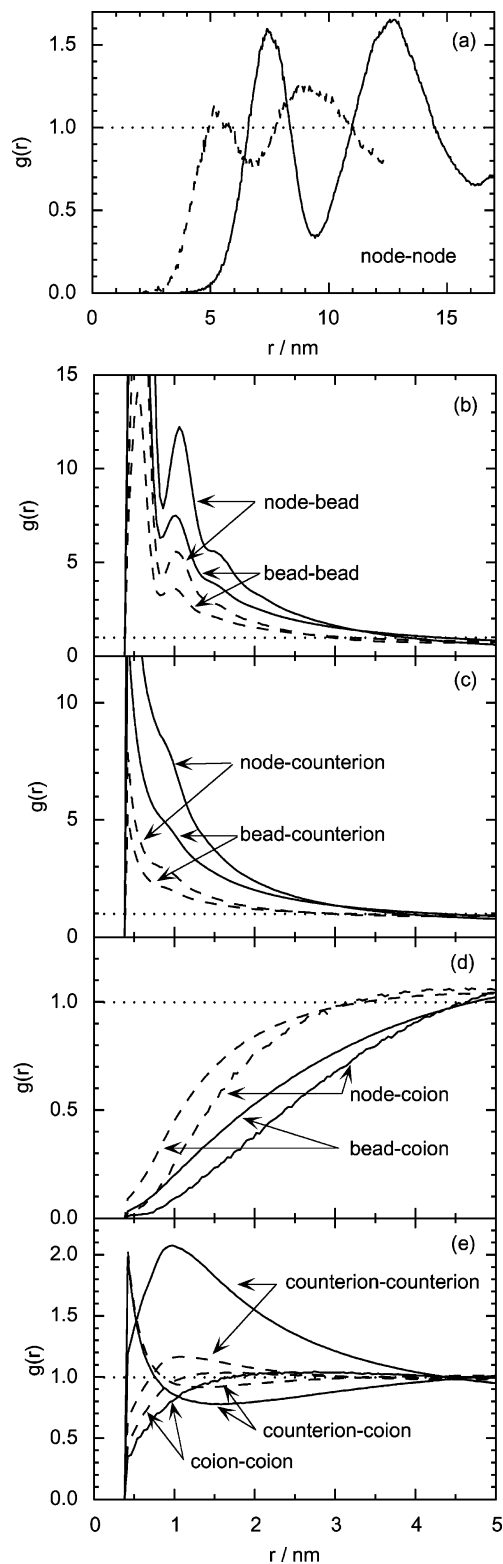 (a)
1.5
1.0
0.5
0.0
g(r)
node-node
0 5 10 15
r / nm
(b)
15
10
5
0
g(r)
node-bead
bead-bead
(c)
10
5
0
g(r)
node-counterion
bead-counterion
(d)
1.0
0.5
0.0
g(r)
node-coion
bead-coion
(e)
2.0
1.5
1.0
0.5
0.0
g(r)
counterion-counterion
counterion-coion
coion-coion
0 1 2 3 4 5
r / nm